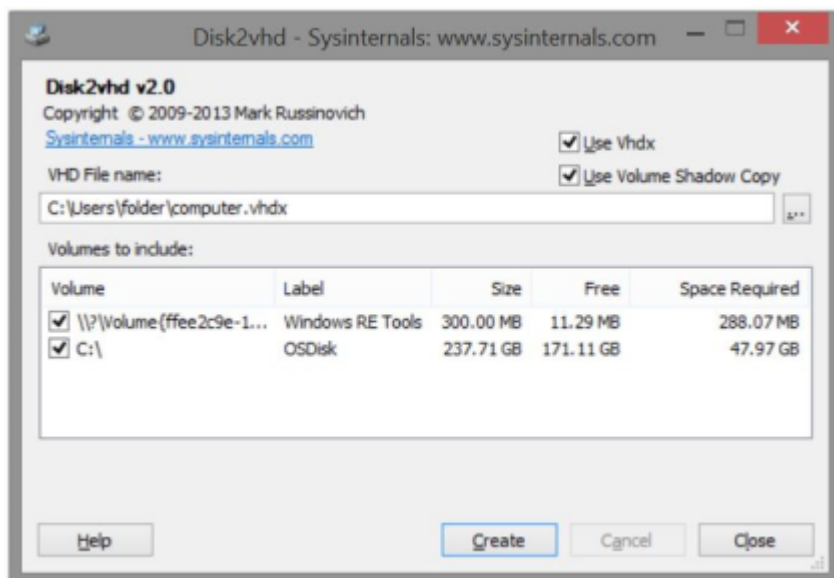 Disk2vhd - Sysinternals: www.sysinternals.com
Disk2vhd v2.0
Copyright © 2009-2013 Mark Russinovich
Sysinternals - www.sysinternals.com
Use Vhdx
VHD File name:
Use Volume Shadow Copy
C:\Users\folder\computer.vhdx
...
Volumes to include:
Volume Label Size Free Space Required
\\?\Volume{ffee2c9e-1... Windows RE Tools 300.00 MB 11.29 MB 288.07 MB
C:\ OSDisk 237.71 GB 171.11 GB 47.97 GB
Help Create Cancel Close